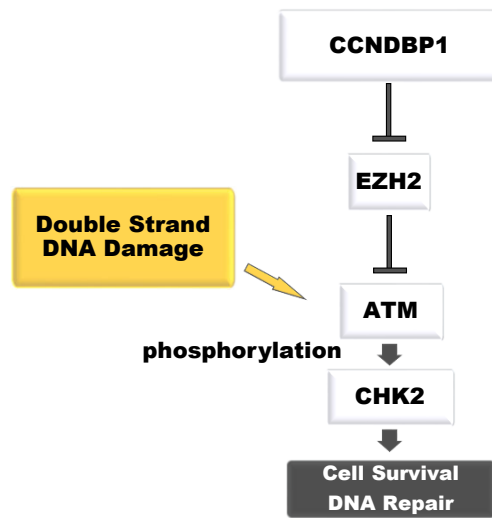 CCNDBP1
EZH2
Double Strand
DNA Damage
ATM
phosphorylation
CHK2
Cell Survival
DNA Repair